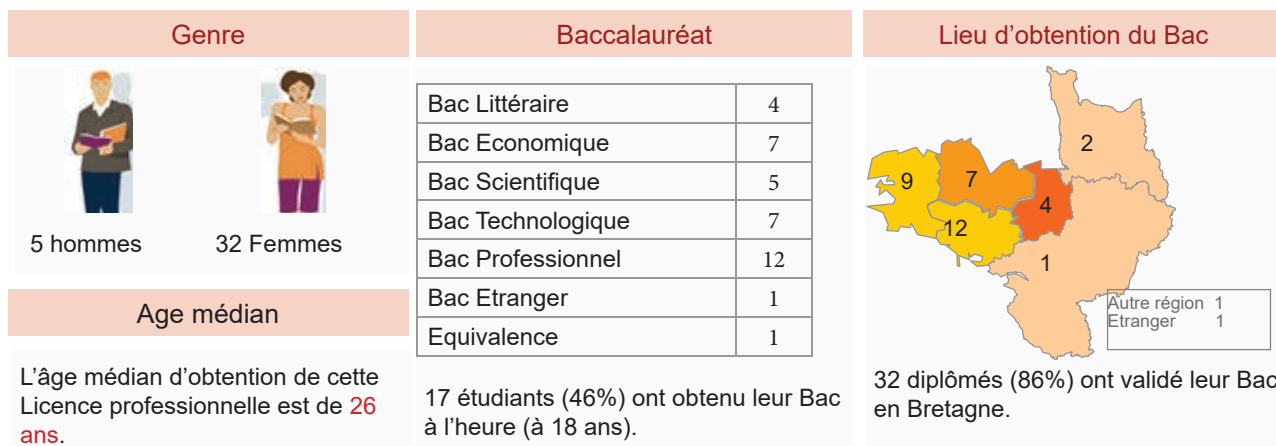 Genre
5 hommes
32 Femmes
Age médian
L’âge médian d’obtention de cette
Licence professionnelle est de 26
ans.
Baccalauréat
Bac Littéraire 4
Bac Economique 7
Bac Scientifique 5
Bac Technologique 7
Bac Professionnel 12
Bac Etranger 1
Equivalence 1
17 étudiants (46%) ont obtenu leur Bac
à l’heure (à 18 ans).
Lieu d’obtention du Bac
2
9
7
4
12
1
Autre région 1
Etranger 1
32 diplômés (86%) ont validé leur Bac
en Bretagne.